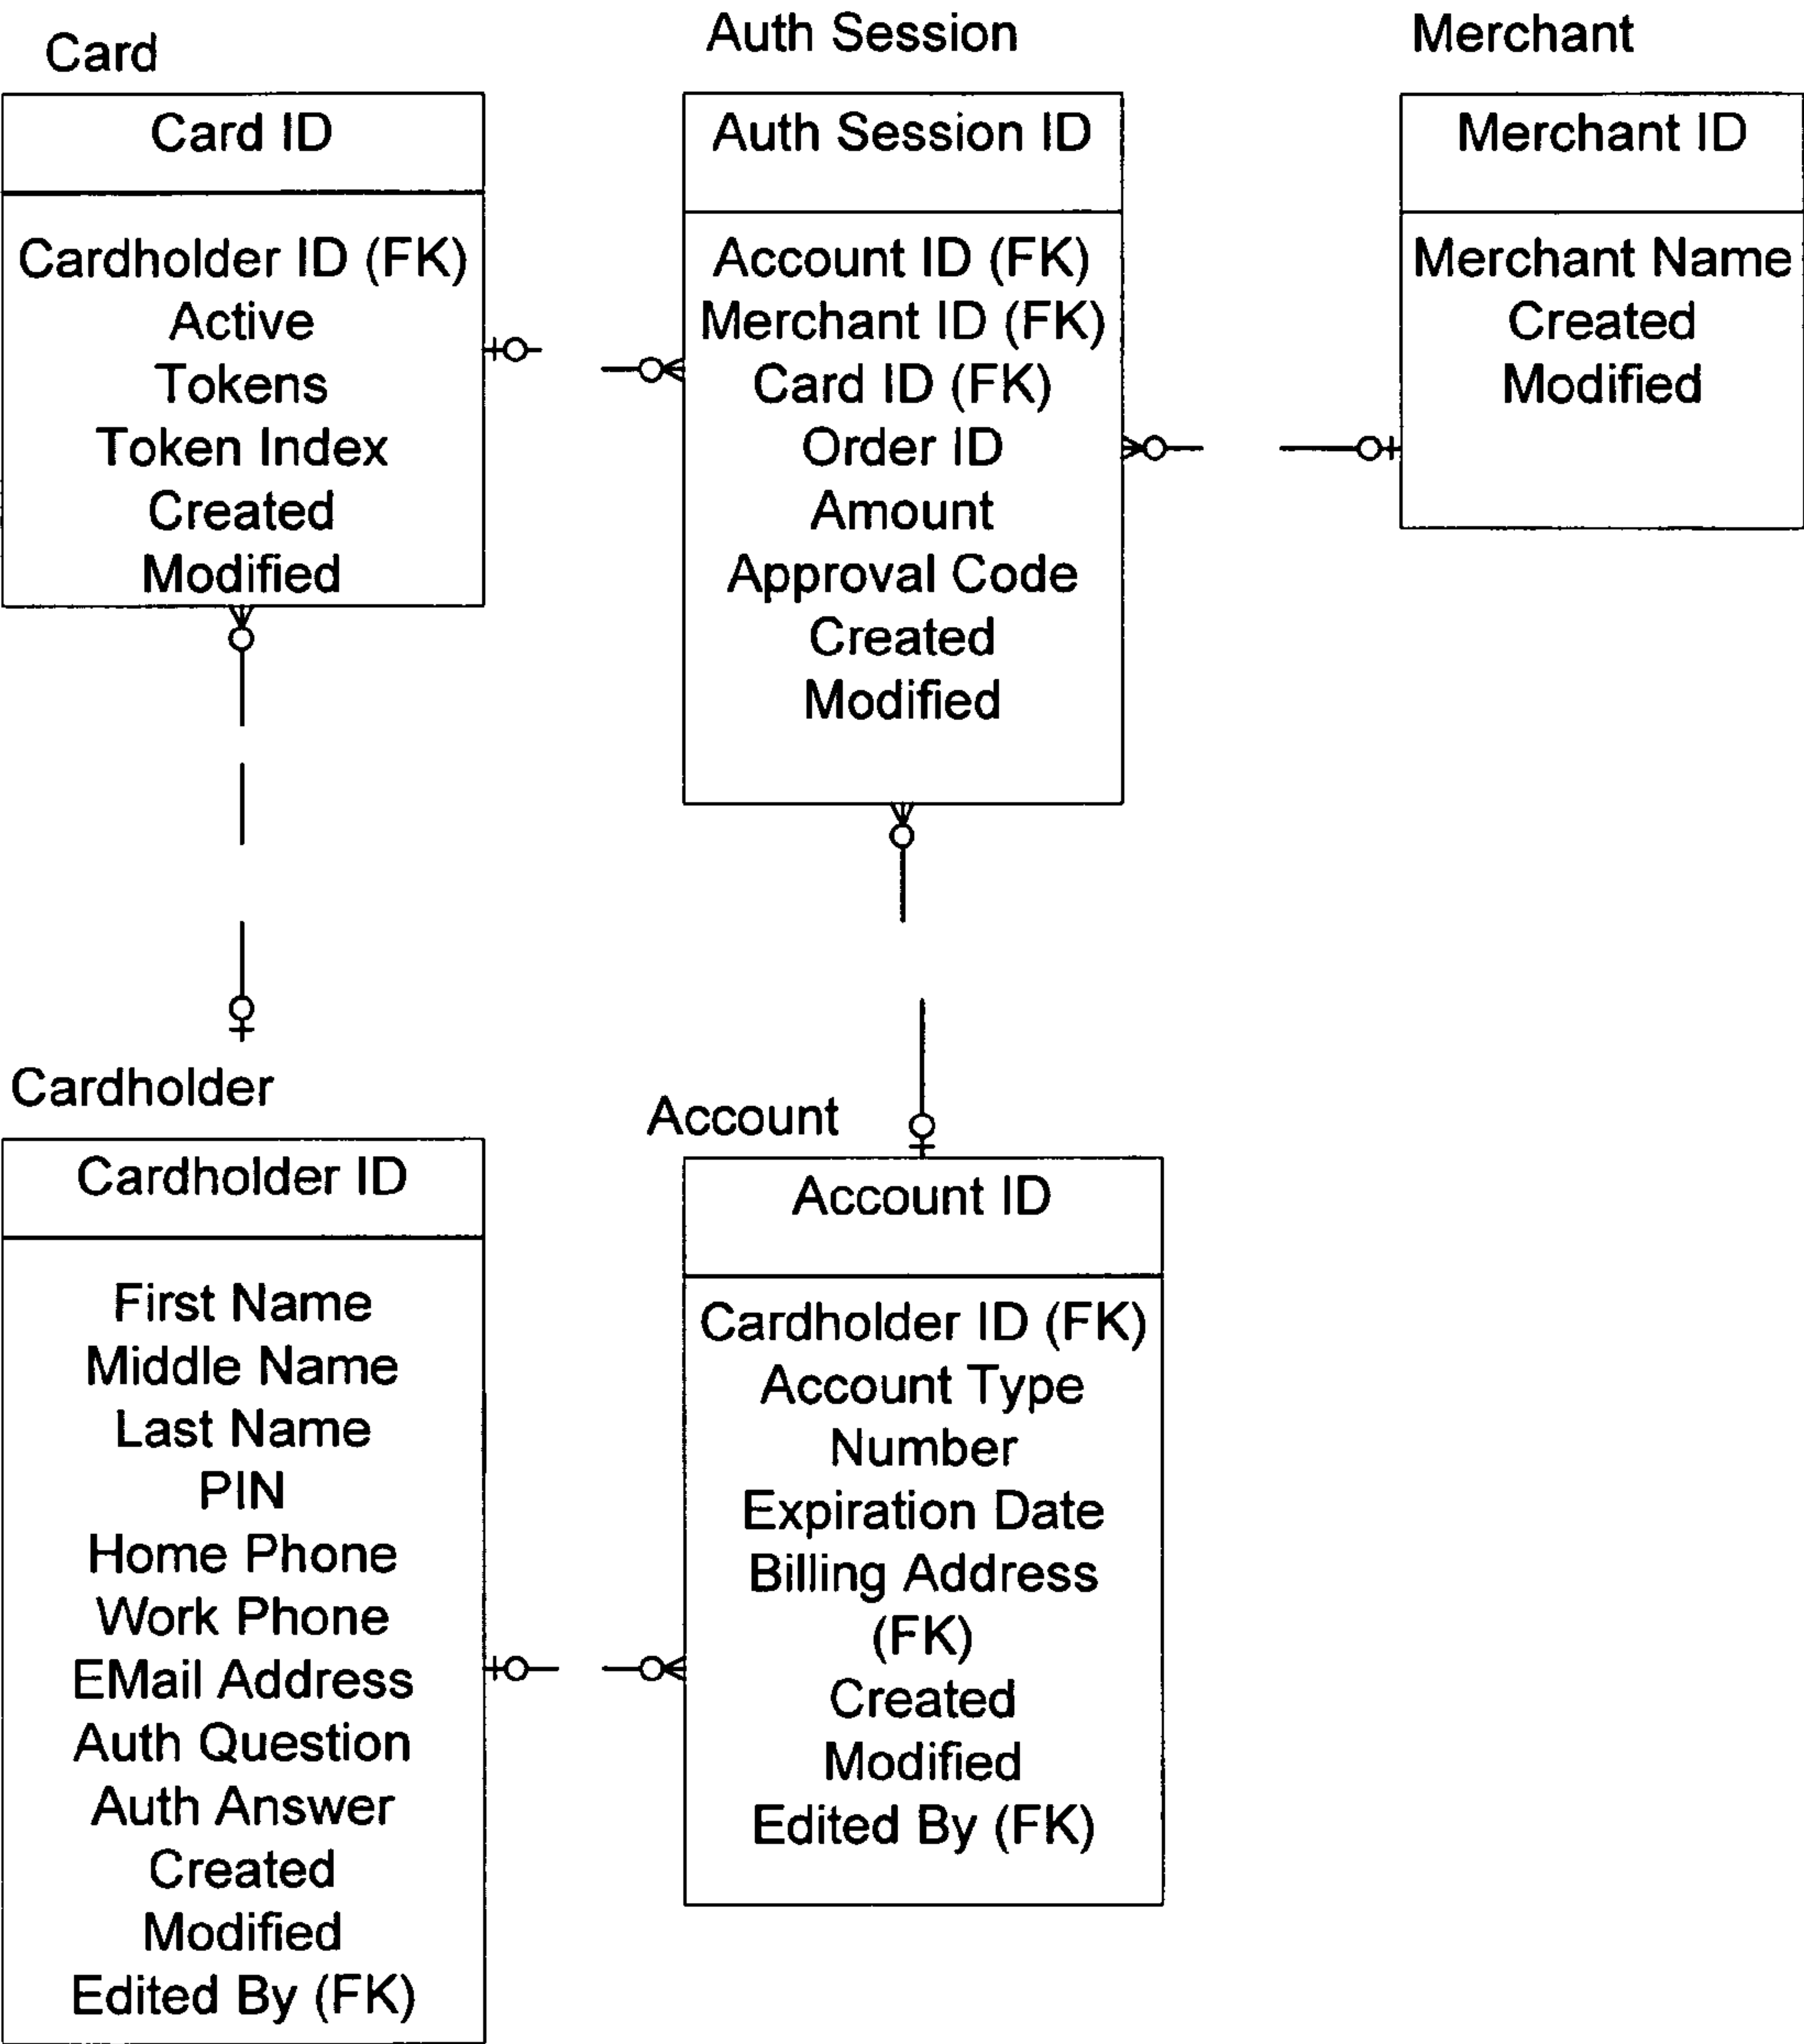 Card
Card ID
Cardholder ID (FK)
Active
Tokens
Token Index
Created
Modified
Auth Session
Auth Session ID
Account ID (FK)
Merchant ID (FK)
Card ID (FK)
Order ID
Amount
Approval Code
Created
Modified
Merchant
Merchant ID
Merchant Name
Created
Modified
Cardholder
Cardholder ID
First Name
Middle Name
Last Name
PIN
Home Phone
Work Phone
EMail Address
Auth Question
Auth Answer
Created
Modified
Edited By (FK)
Account
Account ID
Cardholder ID (FK)
Account Type
Number
Expiration Date
Billing Address
(FK)
Created
Modified
Edited By (FK)